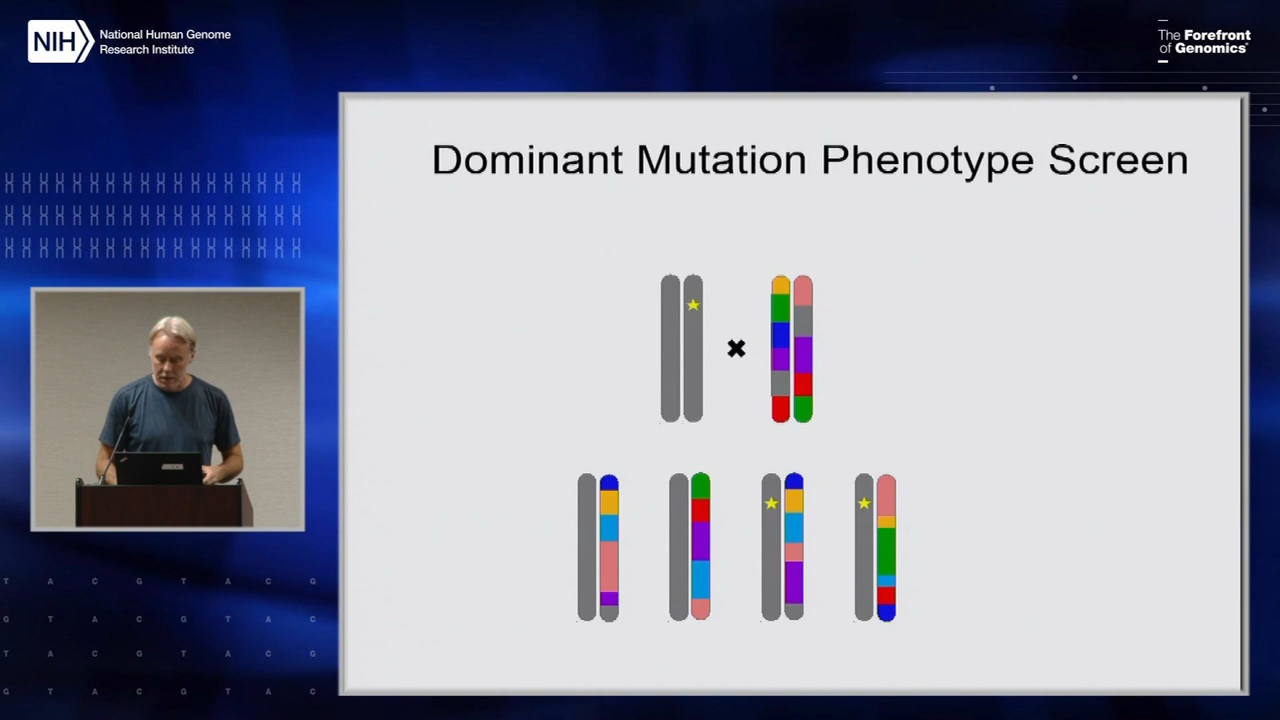 NIH
National Human Genome
Research Institute
The Forefront
of Genomics®
Dominant Mutation Phenotype Screen
T A C G T A C G
G T A C G T A C
T A C G T A C G
G T A C G T A C